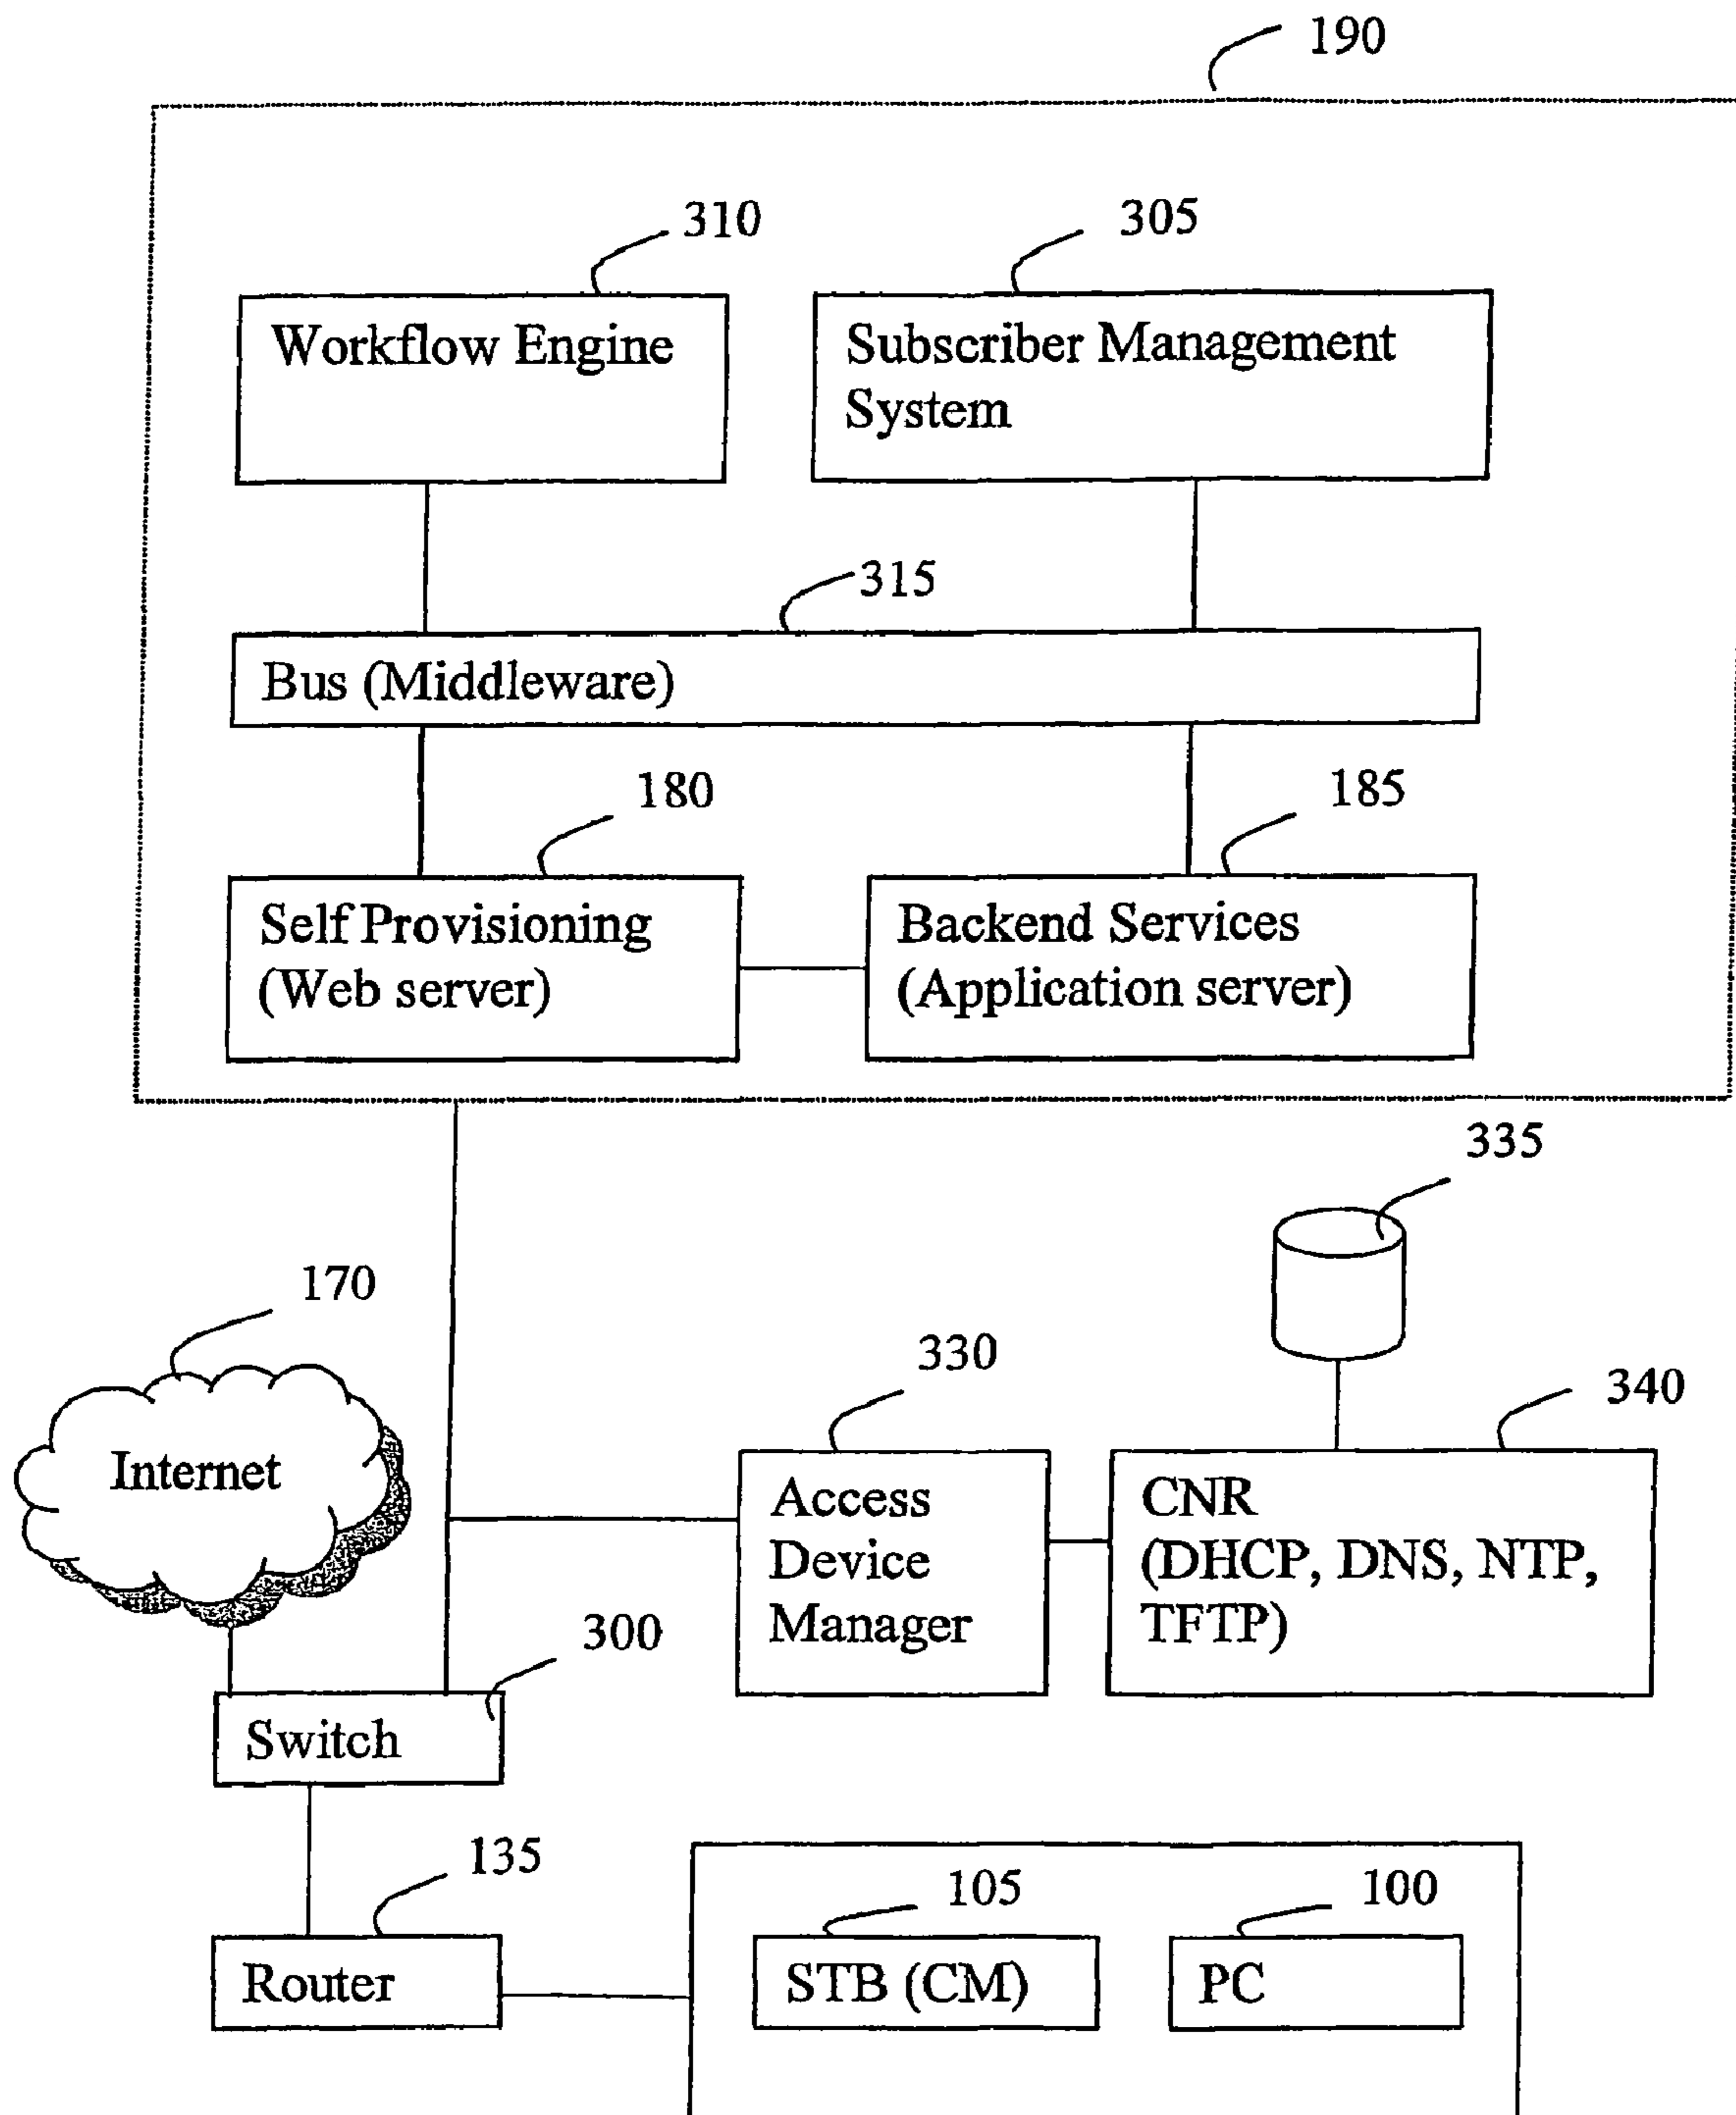 190
310
305
Workflow Engine
Subscriber Management
System
315
Bus (Middleware)
180
185
Self Provisioning
(Web server)
Backend Services
(Application server)
335
170
330
340
Internet
Access
Device
Manager
CNR
(DHCP, DNS, NTP,
TFTP)
300
Switch
135
105
100
Router
STB (CM)
PC